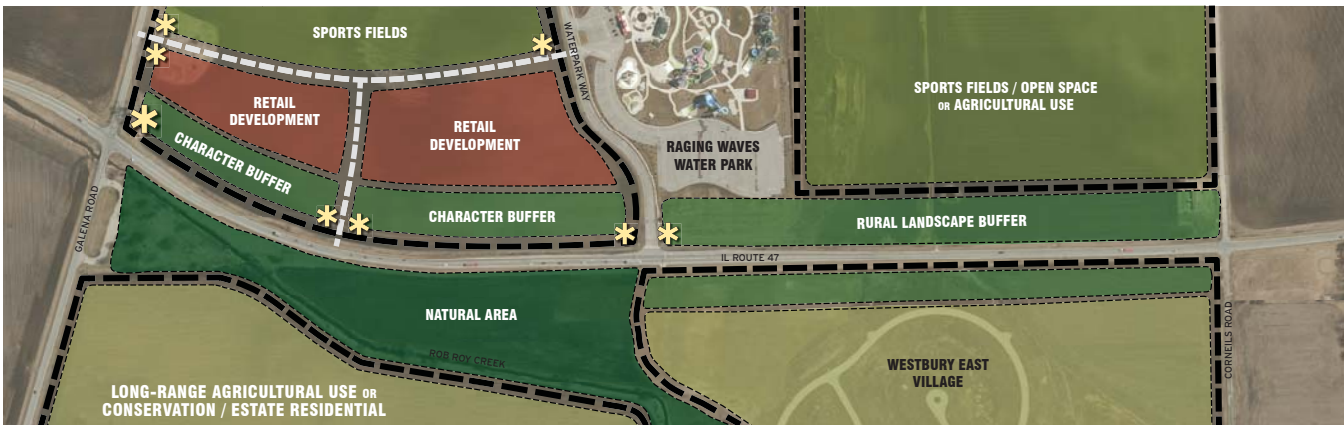 SPORTS FIELDS
WATERPARK WAY
SPORTS FIELDS / OPEN SPACE
OR AGRICULTURAL USE
RETAIL
DEVELOPMENT
RETAIL
DEVELOPMENT
RAGING WAVES
WATER PARK
CHARACTER BUFFER
CHARACTER BUFFER
RURAL LANDSCAPE BUFFER
GALENA ROAD
IL ROUTE 47
NATURAL AREA
ROB ROY CREEK
CORNEILS ROAD
WESTBURY EAST
VILLAGE
LONG-RANGE AGRICULTURAL USE OR
CONSERVATION / ESTATE RESIDENTIAL